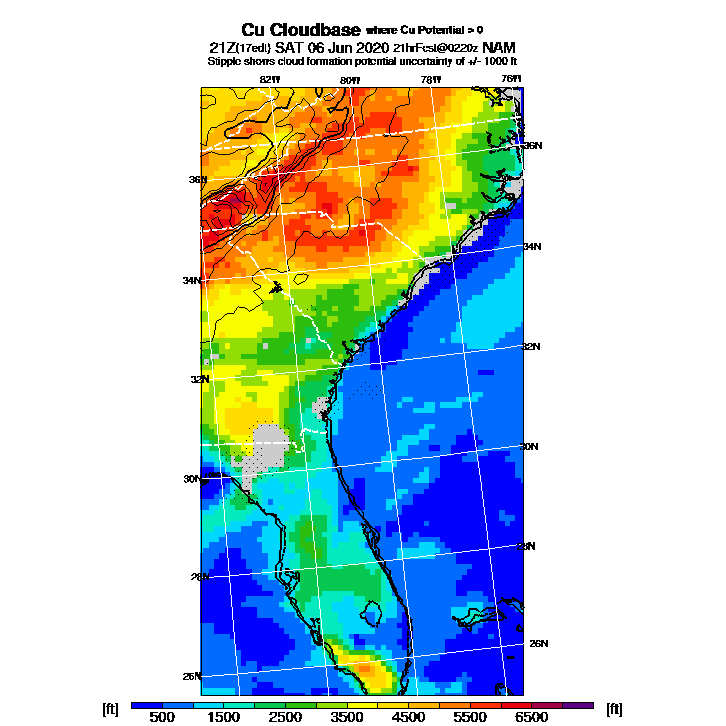 Cu Cloudbase where Cu Potential > 0
21Z(17edt) SAT 06 Jun 2020 21hrFcst@0220z NAM
Stipple shows cloud formation potential uncertainty of +/- 1000 ft
82W 80W 78W 76W
36N
36N
34N
34N
32N
32N
30N
30N
28N
28N
26N
26N
[ft] 500 1500 2500 3500 4500 5500 6500 [ft]